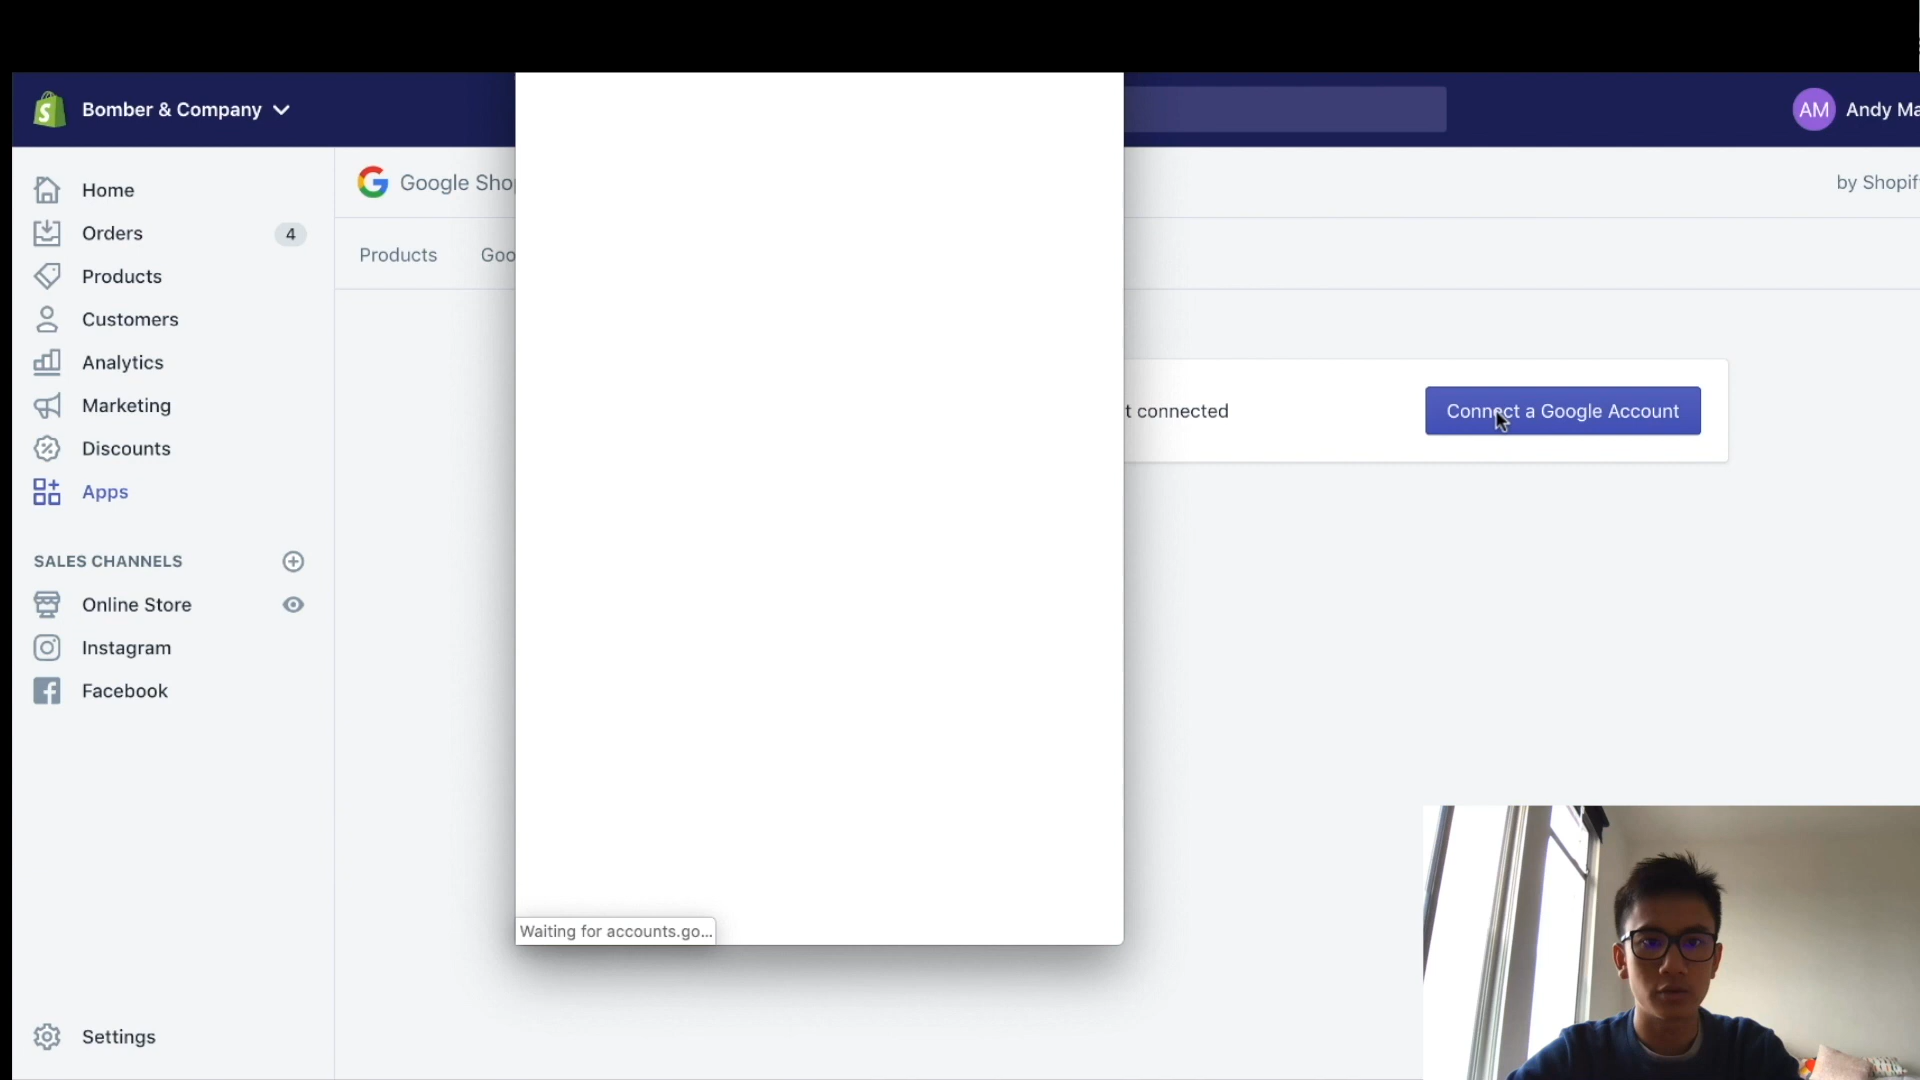 Bomber & Company
AM Andy Ma
Home
Orders 4
Products
Customers
Analytics
Marketing
Discounts
Apps
SALES CHANNELS
Online Store
Instagram
Facebook
Settings
Google Shop
by Shopif
Products Goo
t connected
Connect a Google Account
Waiting for accounts.go...